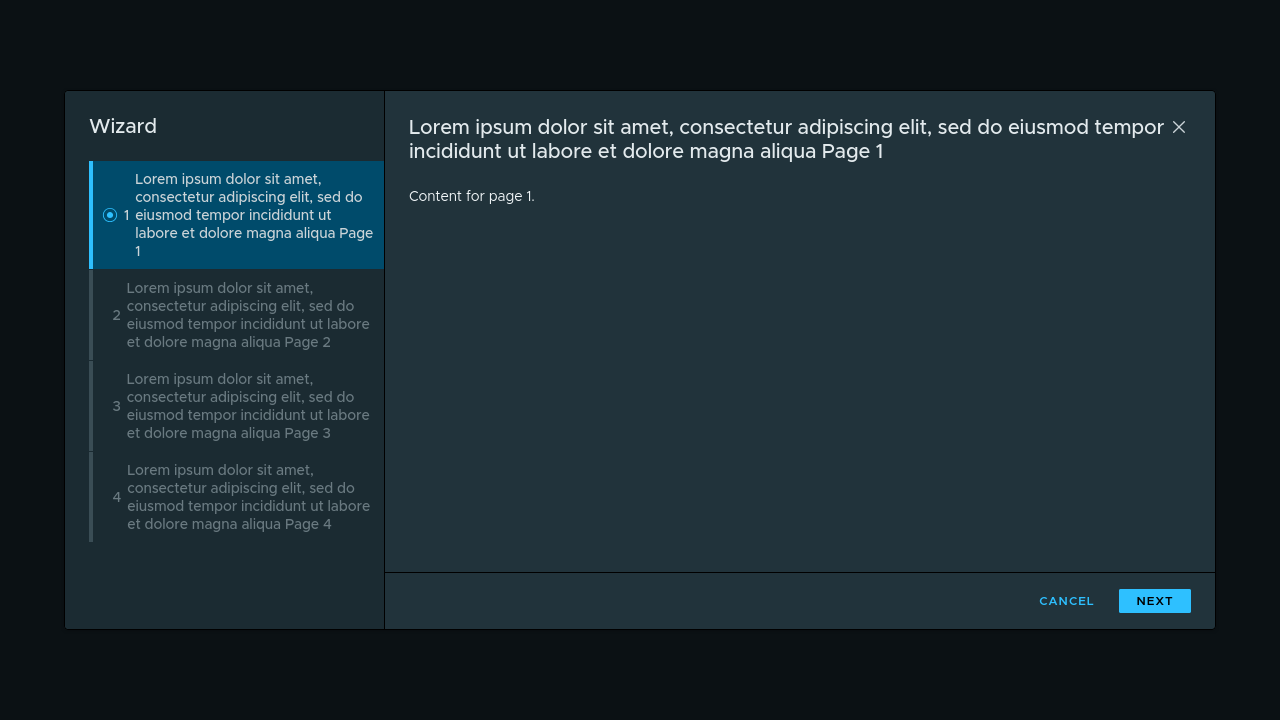 Wizard
1
Lorem ipsum dolor sit amet,
consectetur adipiscing elit, sed do
eiusmod tempor incididunt ut
labore et dolore magna aliqua Page
1
2
Lorem ipsum dolor sit amet,
consectetur adipiscing elit, sed do
eiusmod tempor incididunt ut labore
et dolore magna aliqua Page 2
3
Lorem ipsum dolor sit amet,
consectetur adipiscing elit, sed do
eiusmod tempor incididunt ut labore
et dolore magna aliqua Page 3
4
Lorem ipsum dolor sit amet,
consectetur adipiscing elit, sed do
eiusmod tempor incididunt ut labore
et dolore magna aliqua Page 4
Lorem ipsum dolor sit amet, consectetur adipiscing elit, sed do eiusmod tempor
incididunt ut labore et dolore magna aliqua Page 1
Content for page 1.
CANCEL
NEXT